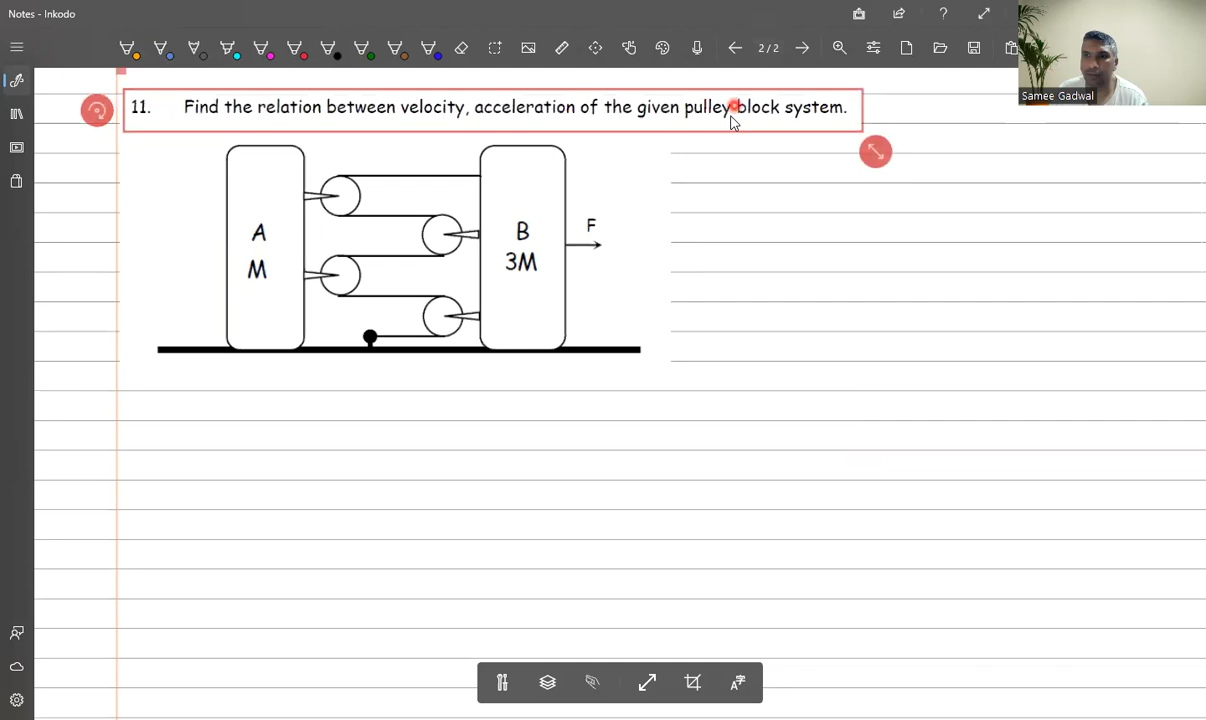 Notes - Inkodo
2/2
Samee Gadwal
11. Find the relation between velocity, acceleration of the given pulley block system.
A
M
B
3M
F